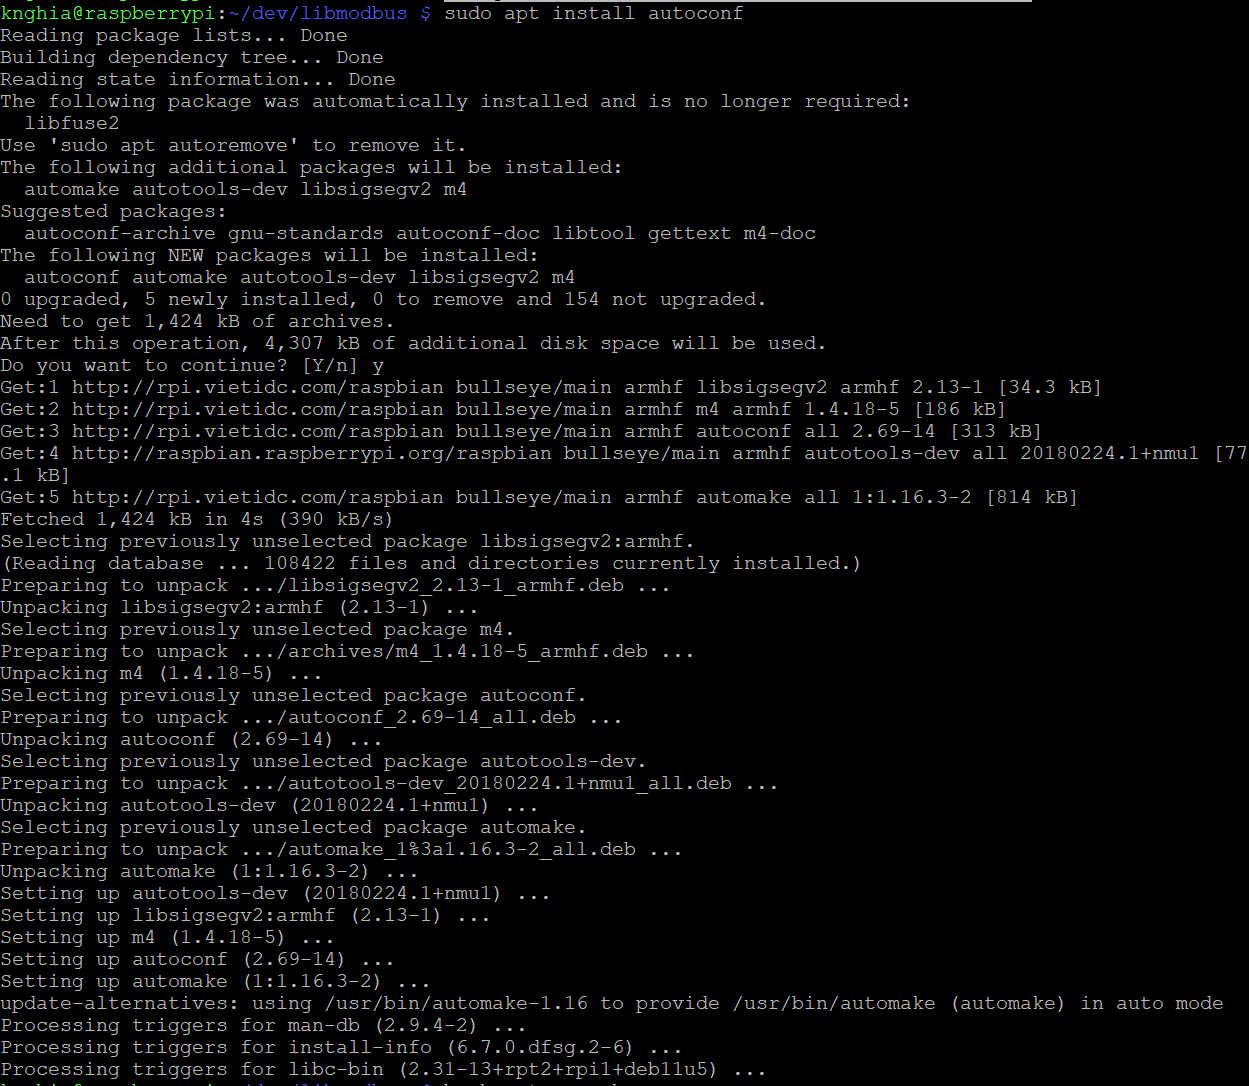 knghia@raspberrypi:~/dev/libmodbus $ sudo apt install autoconf
Reading package lists... Done
Building dependency tree... Done
Reading state information... Done
The following package was automatically installed and is no longer required:
  libfuse2
Use 'sudo apt autoremove' to remove it.
The following additional packages will be installed:
  automake autotools-dev libsigsegv2 m4
Suggested packages:
  autoconf-archive gnu-standards autoconf-doc libtool gettext m4-doc
The following NEW packages will be installed:
  autoconf automake autotools-dev libsigsegv2 m4
0 upgraded, 5 newly installed, 0 to remove and 154 not upgraded.
Need to get 1,424 kB of archives.
After this operation, 4,307 kB of additional disk space will be used.
Do you want to continue? [Y/n] y
Get:1 http://rpi.vietidc.com/raspbian bullseye/main armhf libsigsegv2 armhf 2.13-1 [34.3 kB]
Get:2 http://rpi.vietidc.com/raspbian bullseye/main armhf m4 armhf 1.4.18-5 [186 kB]
Get:3 http://rpi.vietidc.com/raspbian bullseye/main armhf autoconf all 2.69-14 [313 kB]
Get:4 http://raspbian.raspberrypi.org/raspbian bullseye/main armhf autotools-dev all 20180224.1+nmu1 [77
.1 kB]
Get:5 http://rpi.vietidc.com/raspbian bullseye/main armhf automake all 1:1.16.3-2 [814 kB]
Fetched 1,424 kB in 4s (390 kB/s)
Selecting previously unselected package libsigsegv2:armhf.
(Reading database ... 108422 files and directories currently installed.)
Preparing to unpack .../libsigsegv2_2.13-1_armhf.deb ...
Unpacking libsigsegv2:armhf (2.13-1) ...
Selecting previously unselected package m4.
Preparing to unpack .../archives/m4_1.4.18-5_armhf.deb ...
Unpacking m4 (1.4.18-5) ...
Selecting previously unselected package autoconf.
Preparing to unpack .../autoconf_2.69-14_all.deb ...
Unpacking autoconf (2.69-14) ...
Selecting previously unselected package autotools-dev.
Preparing to unpack .../autotools-dev_20180224.1+nmu1_all.deb ...
Unpacking autotools-dev (20180224.1+nmu1) ...
Selecting previously unselected package automake.
Preparing to unpack .../automake_1%3a1.16.3-2_all.deb ...
Unpacking automake (1:1.16.3-2) ...
Setting up autotools-dev (20180224.1+nmu1) ...
Setting up libsigsegv2:armhf (2.13-1) ...
Setting up m4 (1.4.18-5) ...
Setting up autoconf (2.69-14) ...
Setting up automake (1:1.16.3-2) ...
update-alternatives: using /usr/bin/automake-1.16 to provide /usr/bin/automake (automake) in auto mode
Processing triggers for man-db (2.9.4-2) ...
Processing triggers for install-info (6.7.0.dfsg.2-6) ...
Processing triggers for libc-bin (2.31-13+rpt2+rpi1+deb11u5) ...